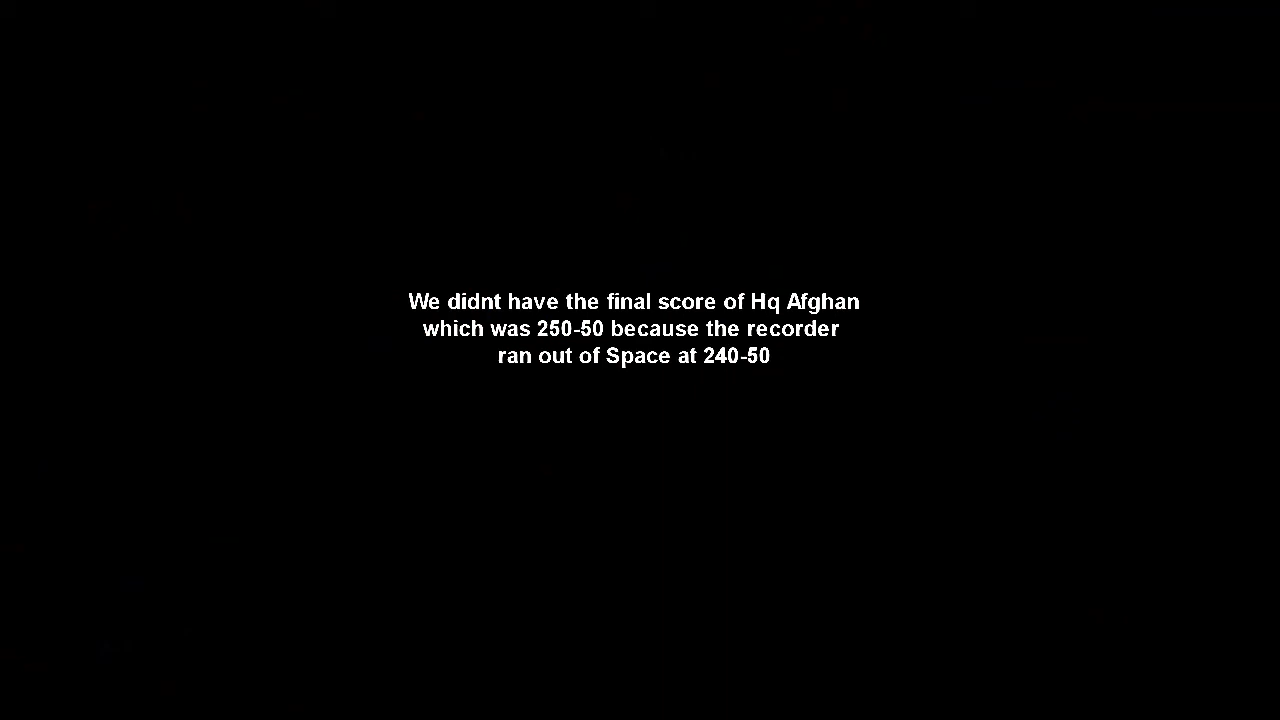 We didnt have the final score of Hq Afghan
which was 250-50 because the recorder
ran out of Space at 240-50